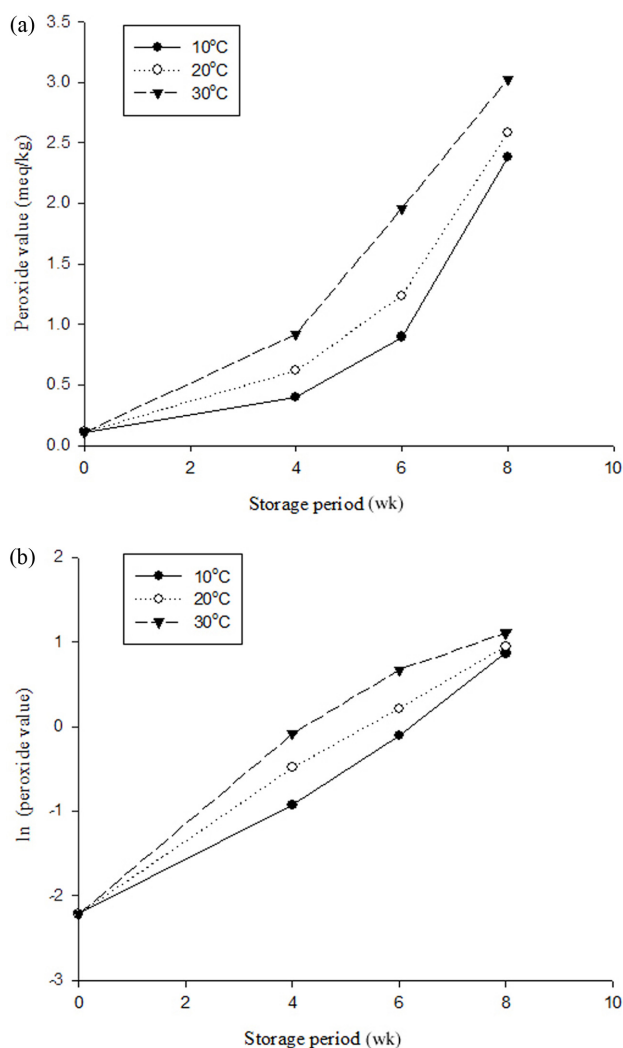 (a)
10°C
20°C
30°C
3.5
3.0
2.5
2.0
1.5
1.0
0.5
0.0
Peroxide value (meq/kg)
0 2 4 6 8 10
Storage period (wk)
(b)
10°C
20°C
30°C
2
1
0
-1
-2
-3
ln (peroxide value)
0 2 4 6 8 10
Storage period (wk)